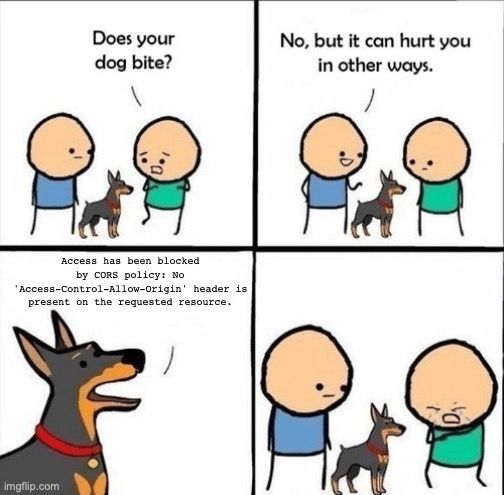 Does your
dog bite?
No, but it can hurt you
in other ways.
Access has been blocked
by CORS policy: No
'Access-Control-Allow-Origin' header is
present on the requested resource.
imgflip.com